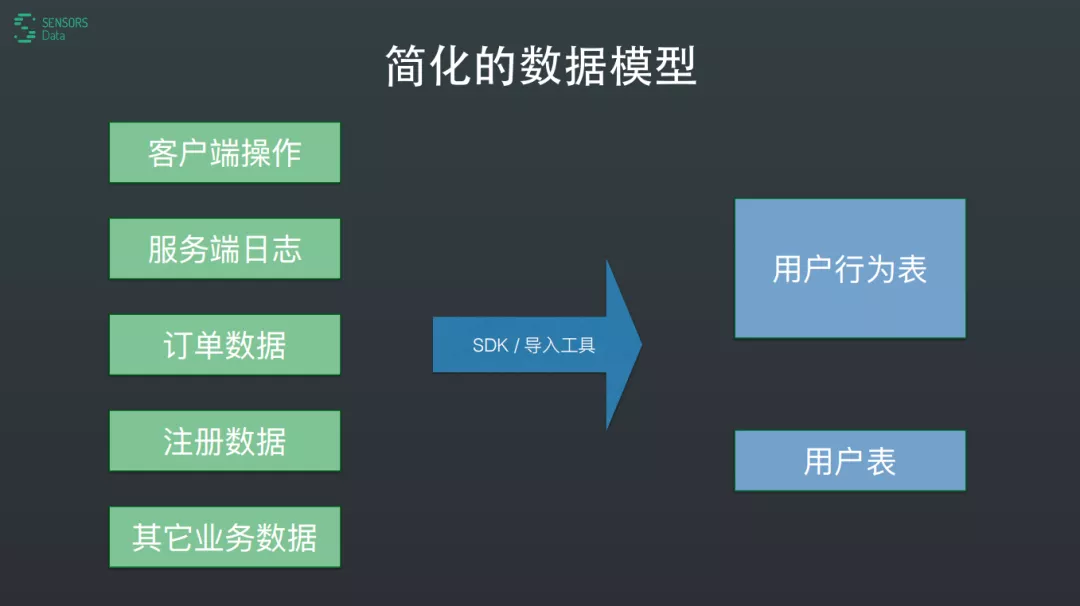 SENSORS
Data
简化的数据模型
客户端操作
服务端日志
订单数据
注册数据
其它业务数据
SDK / 导入工具
用户行为表
用户表